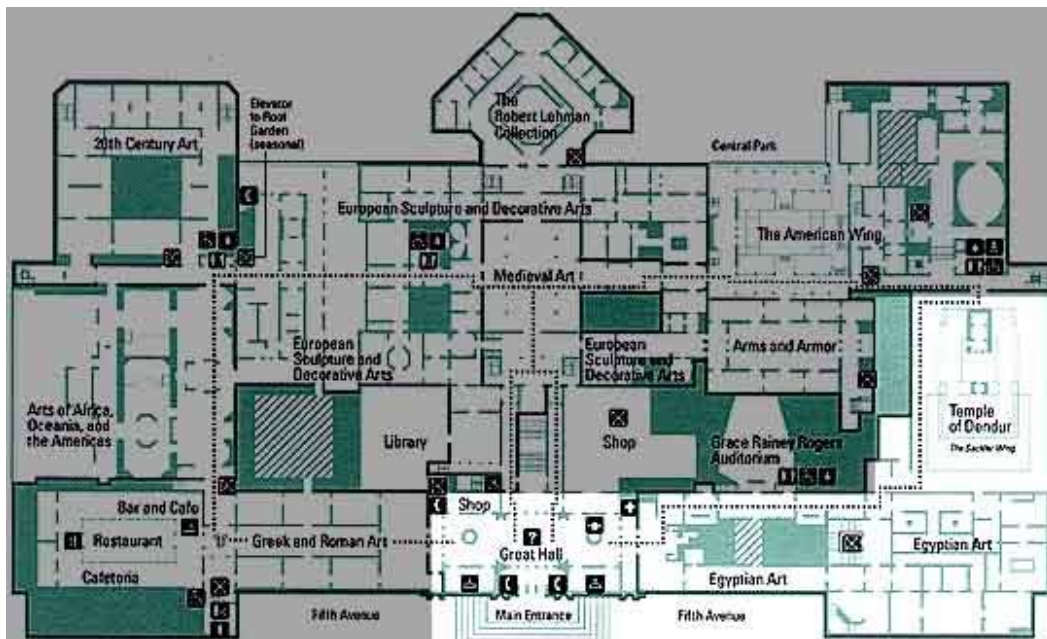 The
Robert Lehman
Collection
Elevator
to Roof
Garden
(seasonal)
20th Century Art
Central Park
European Sculpture and Decorative Arts
The American Wing
Medieval Art
European
Sculpture and
Decorative Arts
European
Sculpture and
Decorative Arts
Arms and Armor
Arts of Africa,
Oceania, and
the Americas
Library
Shop
Grace Rainey Rogers
Auditorium
Temple
of Dendur
The Sackler Wing
Bar and Cafe
Shop
Restaurant
Greek and Roman Art
?
Great Hall
Egyptian Art
Cafeteria
Egyptian Art
Fifth Avenue
Main Entrance
Fifth Avenue